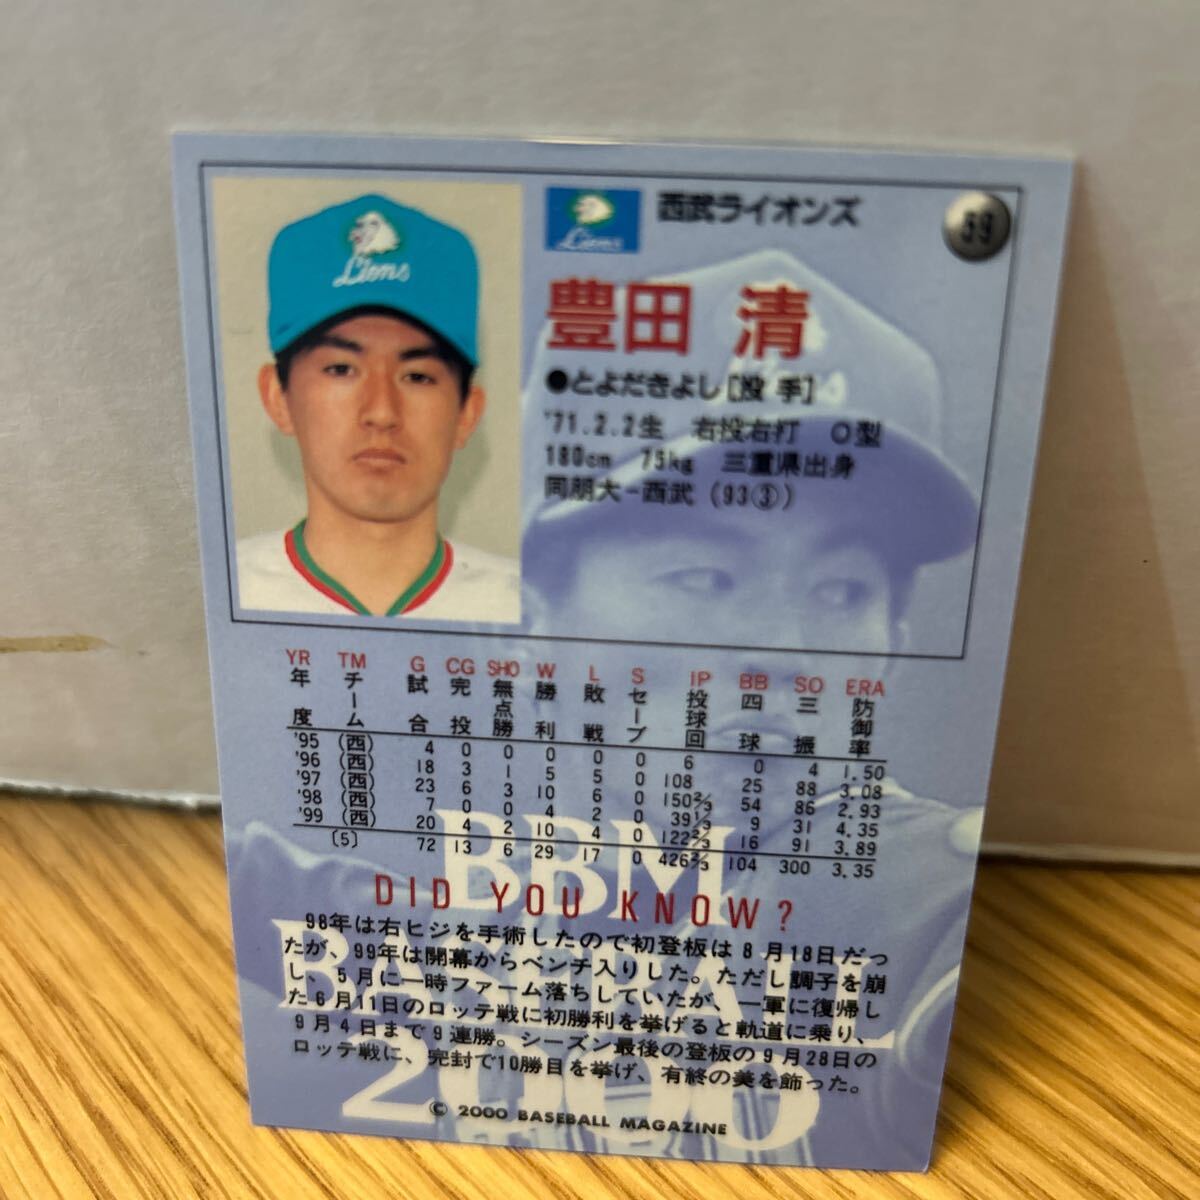 Lions
Lions
西武ライオンズ
59
豊田 清
●とよだきよし[投 手]
'71.2.2生 右投右打 O型
180cm 75kg 三重県出身
同朋大－西武 (93③)
YR TM G CG SHO W L S IP BB SO ERA
年度 チーム 試合 完投 無点勝 勝利 敗戦 セーブ 投球回 四球 三振 防御率
'95 (西) 4 0 0 0 0 0 6 0 4 1.50
'96 (西) 18 3 1 5 5 0 108 25 88 3.08
'97 (西) 23 6 3 10 6 0 150⅔ 54 86 2.93
'98 (西) 7 0 0 4 2 0 39⅓ 9 31 4.35
'99 (西) 20 4 2 10 4 0 122⅔ 16 91 3.89
(5) 72 13 6 29 17 0 426⅔ 104 300 3.35
BBM
BASEBALL
2000
DID YOU KNOW?
98年は右ヒジを手術したので初登板は8月18日だっ
たが、99年は開幕からベンチ入りした。ただし調子を崩
し、5月に一時ファーム落ちしていたが、一軍に復帰し
た6月11日のロッテ戦に初勝利を挙げると軌道に乗り、
9月4日まで9連勝。シーズン最後の登板の9月28日の
ロッテ戦に、完封で10勝目を挙げ、有終の美を飾った。
© 2000 BASEBALL MAGAZINE